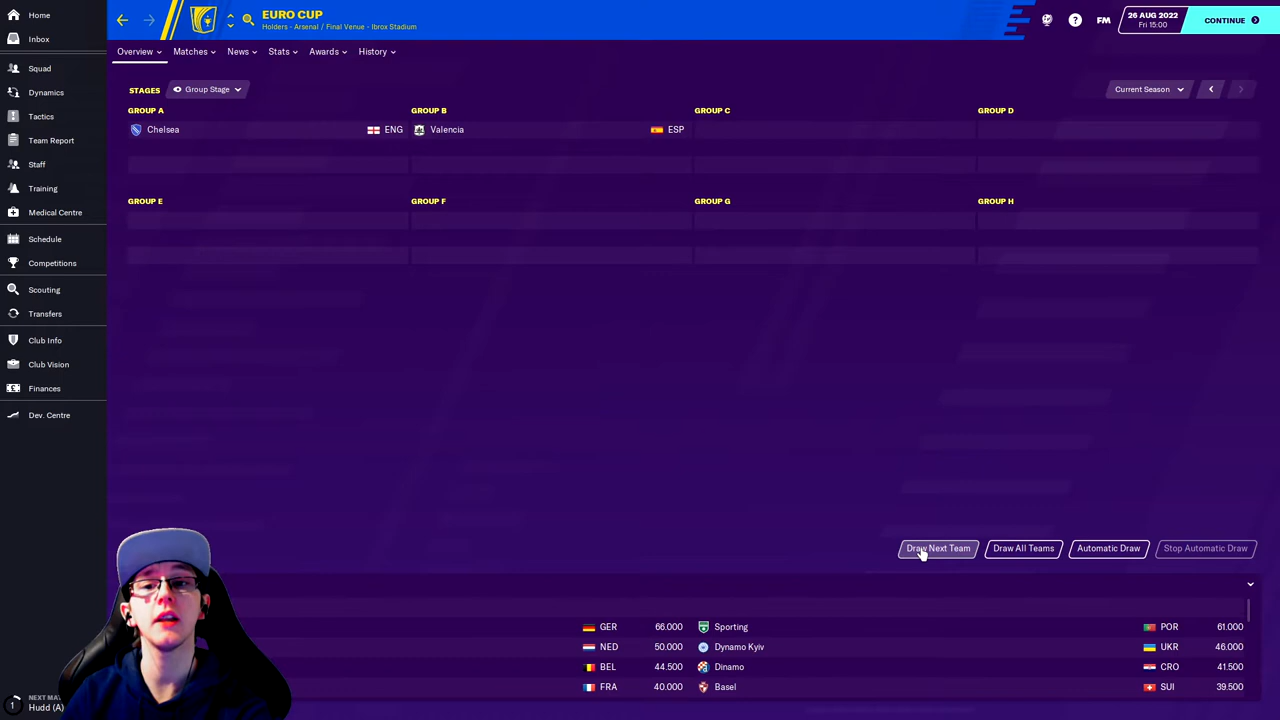 Home
Inbox
Squad
Dynamics
Tactics
Team Report
Staff
Training
Medical Centre
Schedule
Competitions
Scouting
Transfers
Club Info
Club Vision
Finances
Dev. Centre
1 NEXT MA
Hudd (A)
EURO CUP
Holders - Arsenal / Final Venue - Ibrox Stadium
? FM 26 AUG 2022 CONTINUE
Fri 15:00
Overview Matches News Stats Awards History
STAGES Group Stage Current Season
GROUP A GROUP B GROUP C GROUP D
Chelsea ENG Valencia ESP
GROUP E GROUP F GROUP G GROUP H
Draw Next Team Draw All Teams Automatic Draw Stop Automatic Draw
GER 66.000 Sporting POR 61.000
NED 50.000 Dynamo Kyiv UKR 46.000
BEL 44.500 Dinamo CRO 41.500
FRA 40.000 Basel SUI 39.500